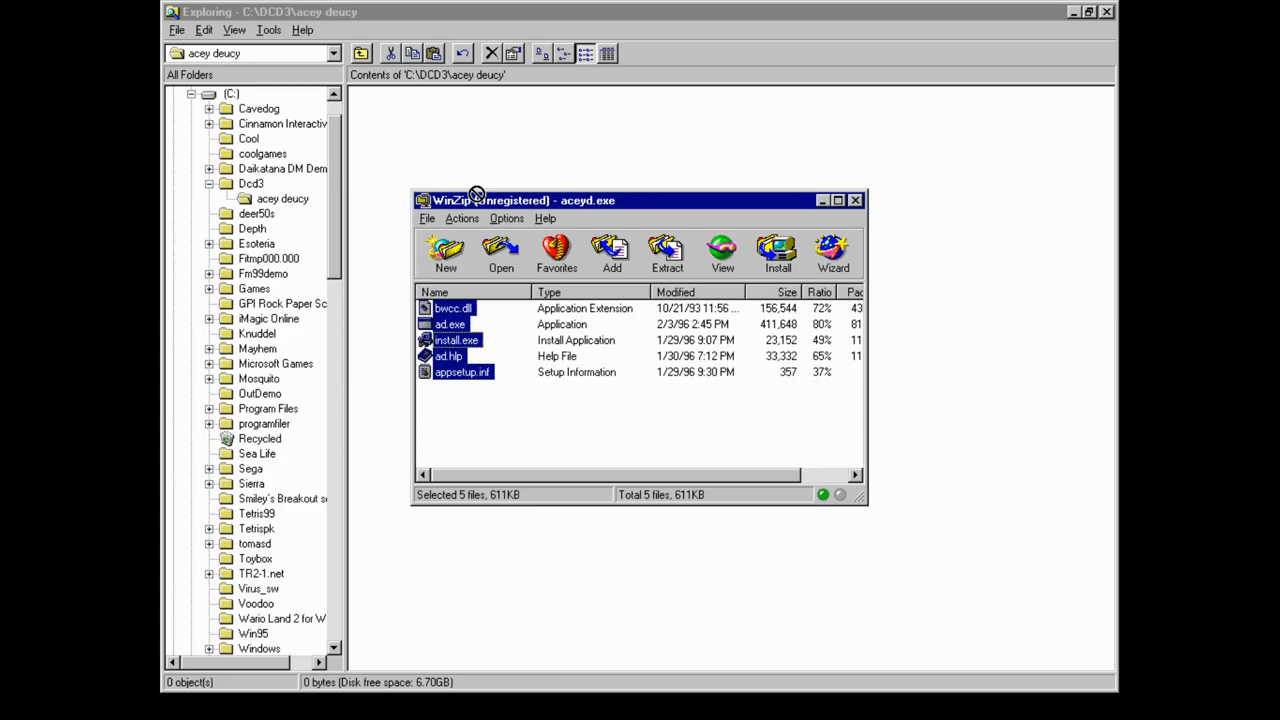 Exploring - C:\DCD3\acey deucy
File Edit View Tools Help
acey deucy
All Folders
Contents of 'C:\DCD3\acey deucy'
(C:)
Cavedog
Cinnamon Interactiv
Cool
coolgames
Daikatana DM Dem
Dcd3
acey deucy
deer50s
Depth
Esoteria
Fitmp000.000
Fm99demo
Games
GPI Rock Paper Sc
iMagic Online
Knuddel
Mayhem
Microsoft Games
Mosquito
OutDemo
Program Files
programfiler
Recycled
Sea Life
Sega
Sierra
Smiley's Breakout s
Tetris99
Tetrispk
tomasd
Toybox
TR2-1.net
Virus_sw
Voodoo
Wario Land 2 for W
Win95
Windows
WinZip (Unregistered) - aceyd.exe
File Actions Options Help
New Open Favorites Add Extract View Install Wizard
Name Type Modified Size Ratio Pac
bwcc.dll Application Extension 10/21/93 11:56 ... 156,544 72% 43
ad.exe Application 2/3/96 2:45 PM 411,648 80% 81
install.exe Install Application 1/29/96 9:07 PM 23,152 49% 11
ad.hlp Help File 1/30/96 7:12 PM 33,332 65% 11
appsetup.inf Setup Information 1/29/96 9:30 PM 357 37%
Selected 5 files, 611KB Total 5 files, 611KB
0 object(s) 0 bytes (Disk free space: 6.70GB)